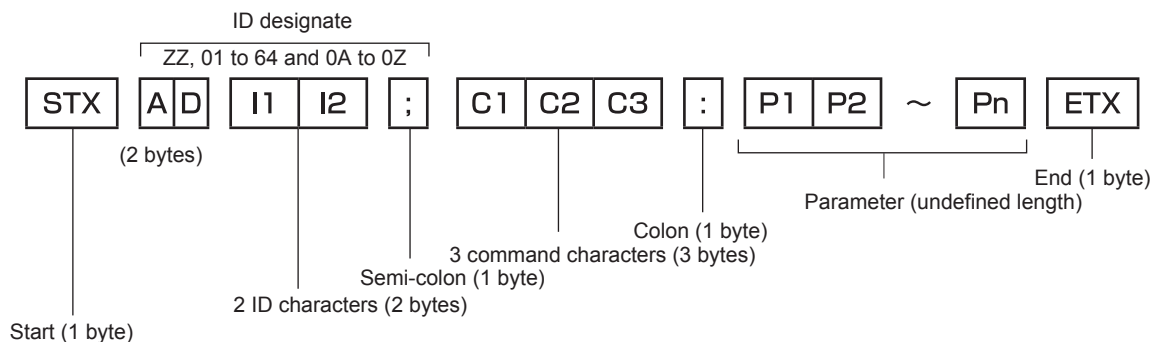 ID designate
ZZ, 01 to 64 and 0A to 0Z
STX A D I1 I2 ; C1 C2 C3 : P1 P2 ~ Pn ETX
(2 bytes)
End (1 byte)
Parameter (undefined length)
Colon (1 byte)
3 command characters (3 bytes)
Semi-colon (1 byte)
2 ID characters (2 bytes)
Start (1 byte)